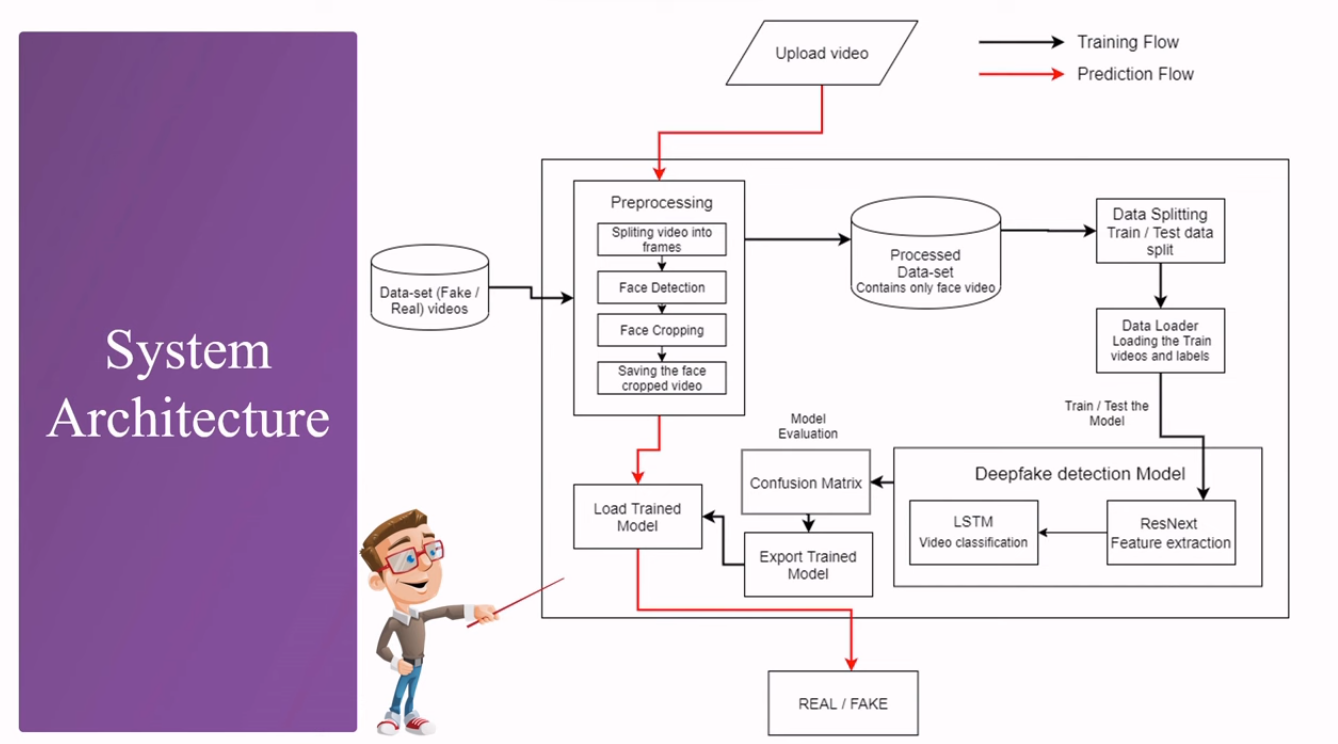 System
Architecture
Upload video
Training Flow
Prediction Flow
Data-set (Fake /
Real) videos
Preprocessing
Spliting video into
frames
Face Detection
Face Cropping
Saving the face
cropped video
Processed
Data-set
Contains only face video
Data Splitting
Train / Test data
split
Data Loader
Loading the Train
videos and labels
Train / Test the
Model
Deepfake detection Model
ResNext
Feature extraction
LSTM
Video classification
Model
Evaluation
Confusion Matrix
Export Trained
Model
Load Trained
Model
REAL / FAKE